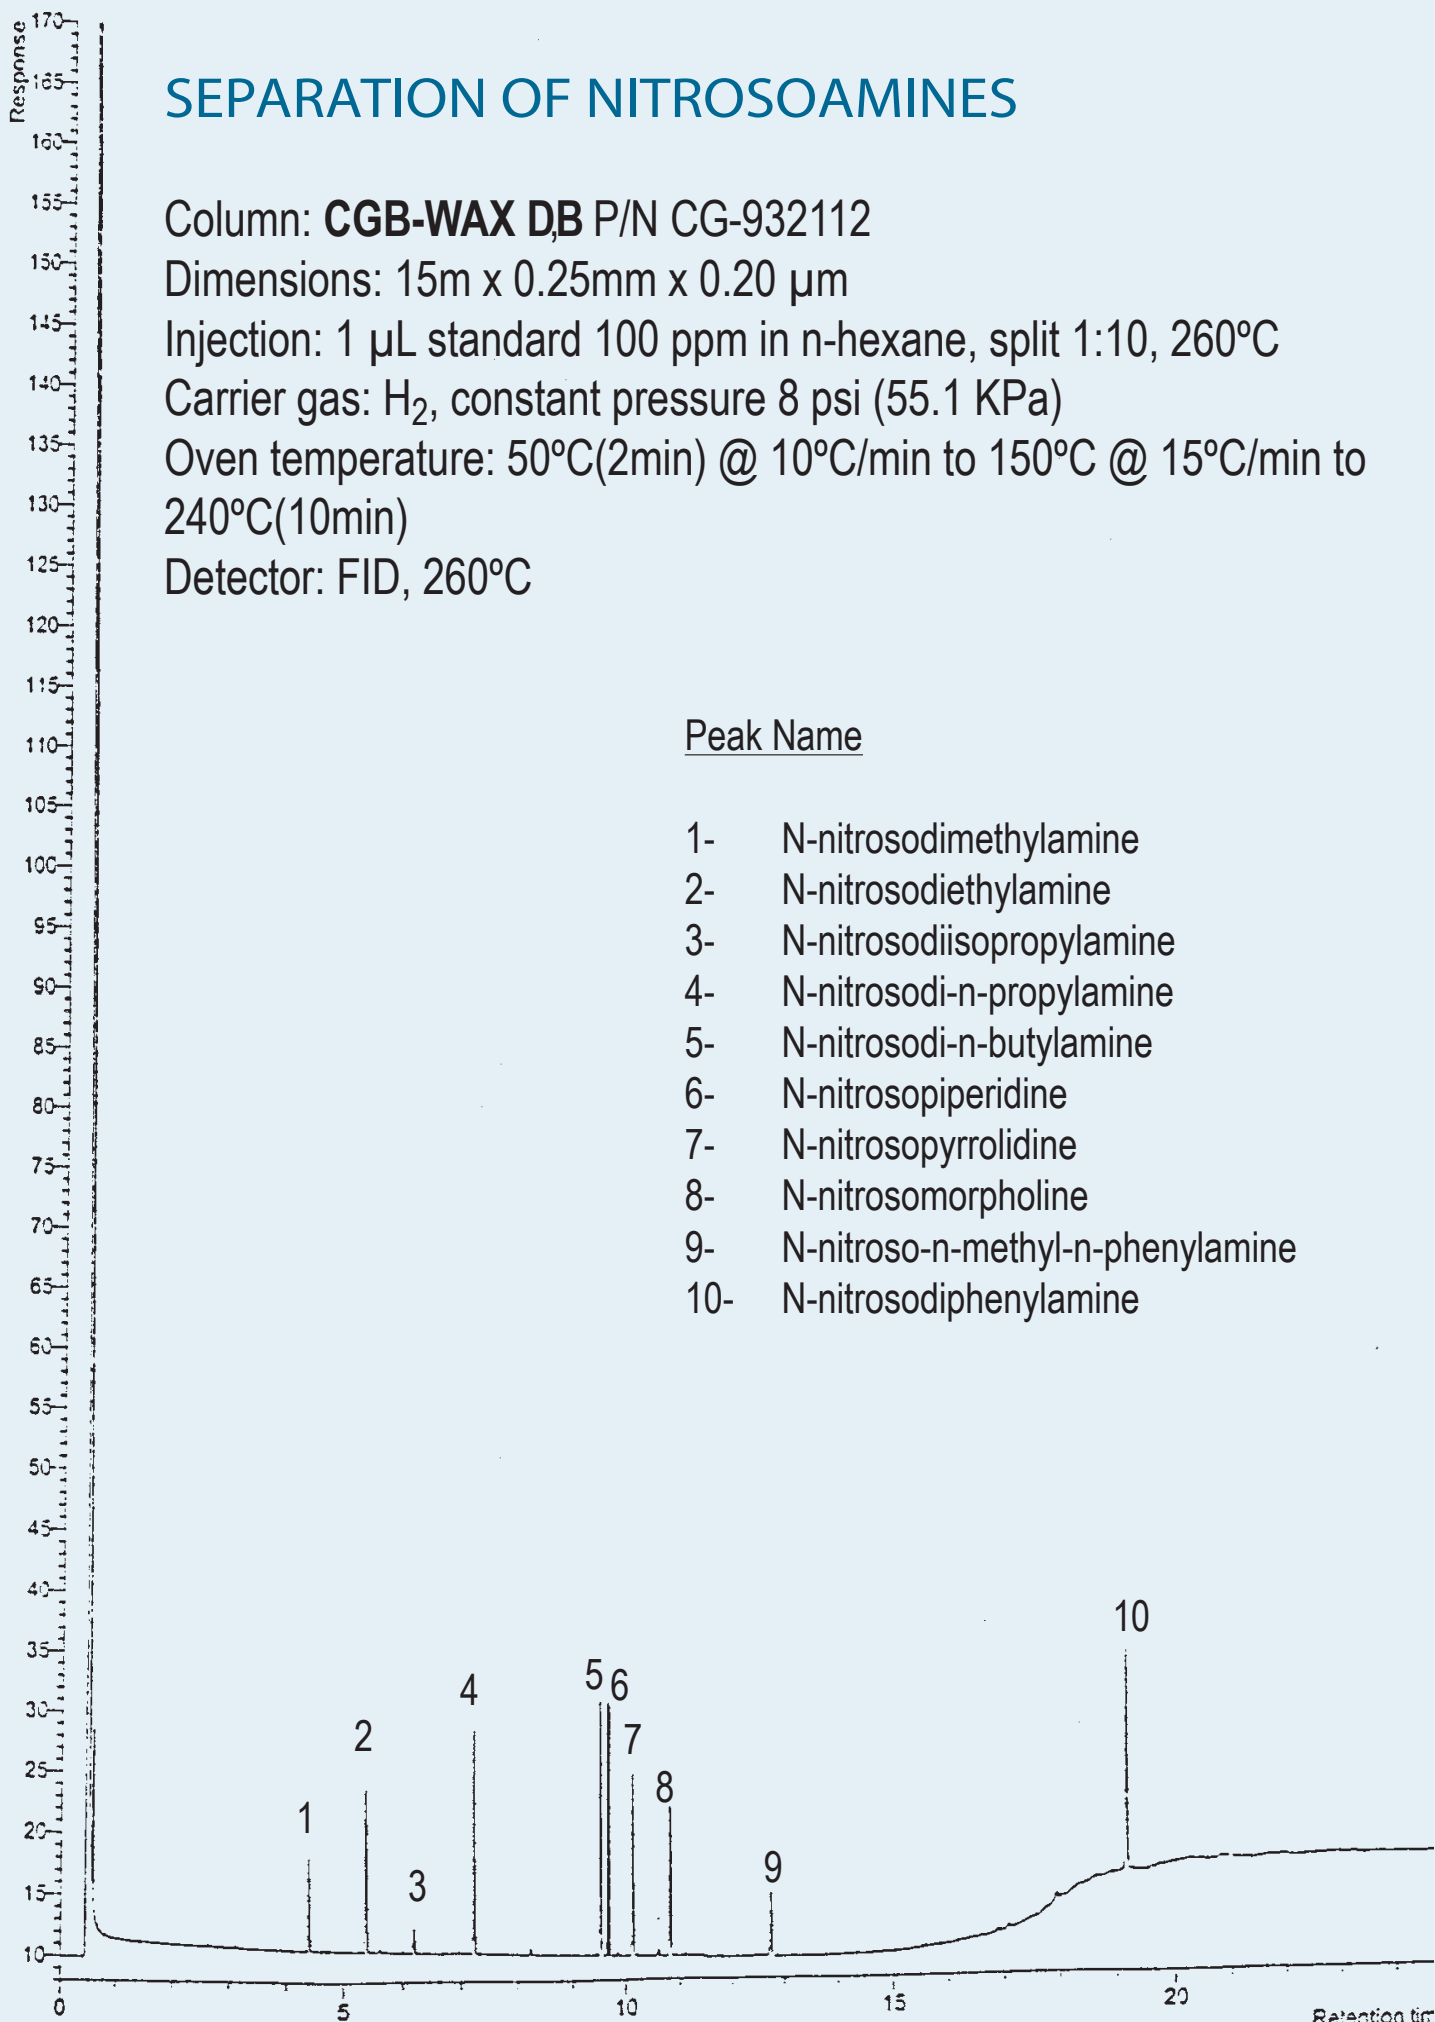 Response
SEPARATION OF NITROSOAMINES
Column: CGB-WAX D,B P/N CG-932112
Dimensions: 15m x 0.25mm x 0.20 µm
Injection: 1 µL standard 100 ppm in n-hexane, split 1:10, 260ºC
Carrier gas: H₂, constant pressure 8 psi (55.1 KPa)
Oven temperature: 50ºC(2min) @ 10ºC/min to 150ºC @ 15ºC/min to
240ºC(10min)
Detector: FID, 260ºC
Peak Name
1- N-nitrosodimethylamine
2- N-nitrosodiethylamine
3- N-nitrosodiisopropylamine
4- N-nitrosodi-n-propylamine
5- N-nitrosodi-n-butylamine
6- N-nitrosopiperidine
7- N-nitrosopyrrolidine
8- N-nitrosomorpholine
9- N-nitroso-n-methyl-n-phenylamine
10- N-nitrosodiphenylamine
170
165
160
155
150
145
140
135
130
125
120
115
110
105
100
95
90
85
80
75
70
65
60
55
50
45
40
35
30
25
20
15
10
1
2
3
4
5
6
7
8
9
10
0
5
10
15
20
Retention tim